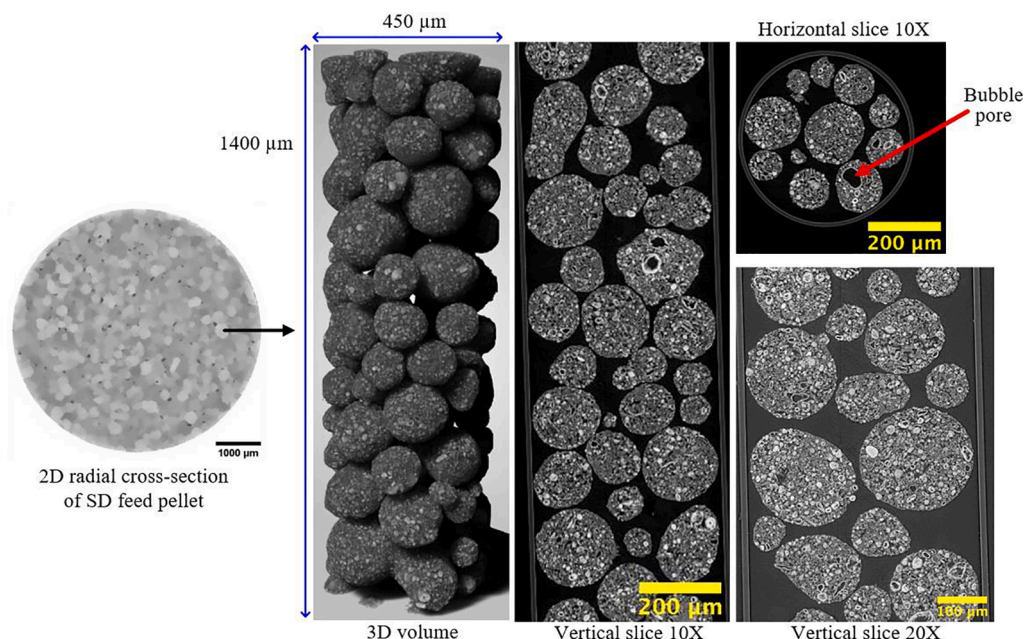 450 µm
1400 µm
Horizontal slice 10X
Bubble
pore
200 µm
1000 µm
2D radial cross-section
of SD feed pellet
200 µm
100 µm
3D volume
Vertical slice 10X
Vertical slice 20X